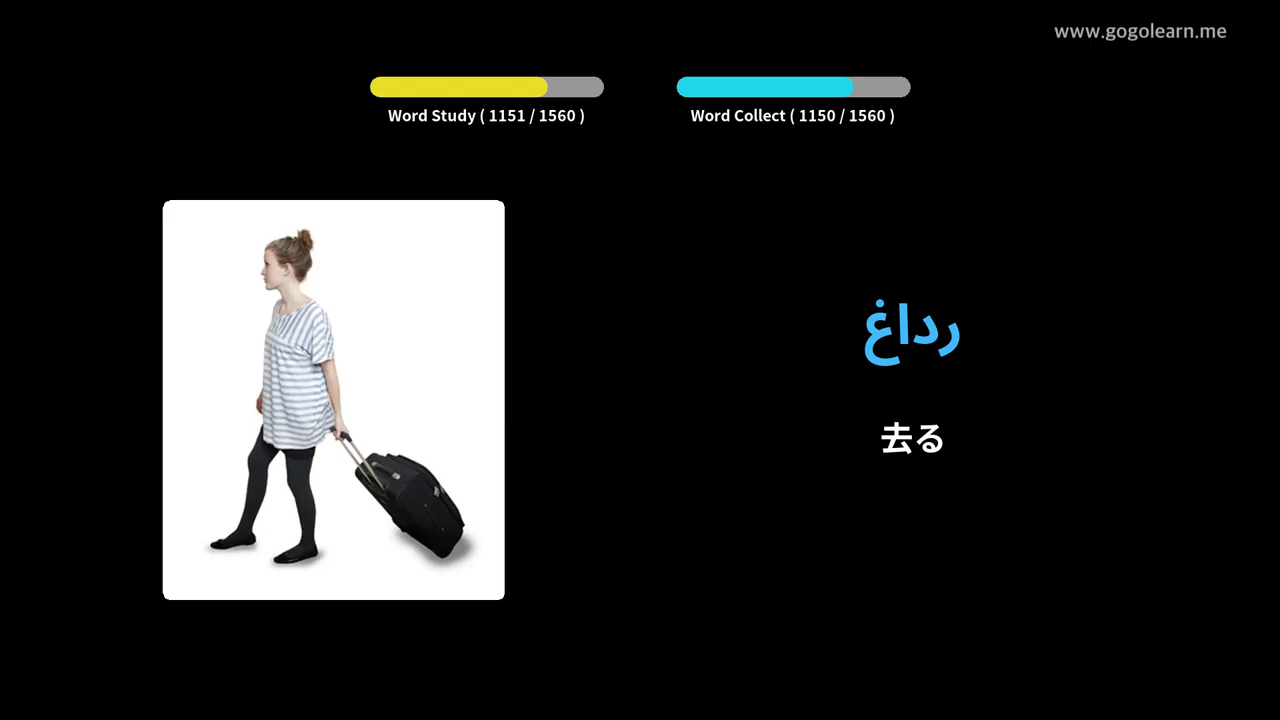 www.gogolearn.me
Word Study ( 1151 / 1560 )
Word Collect ( 1150 / 1560 )
رداغ
去る